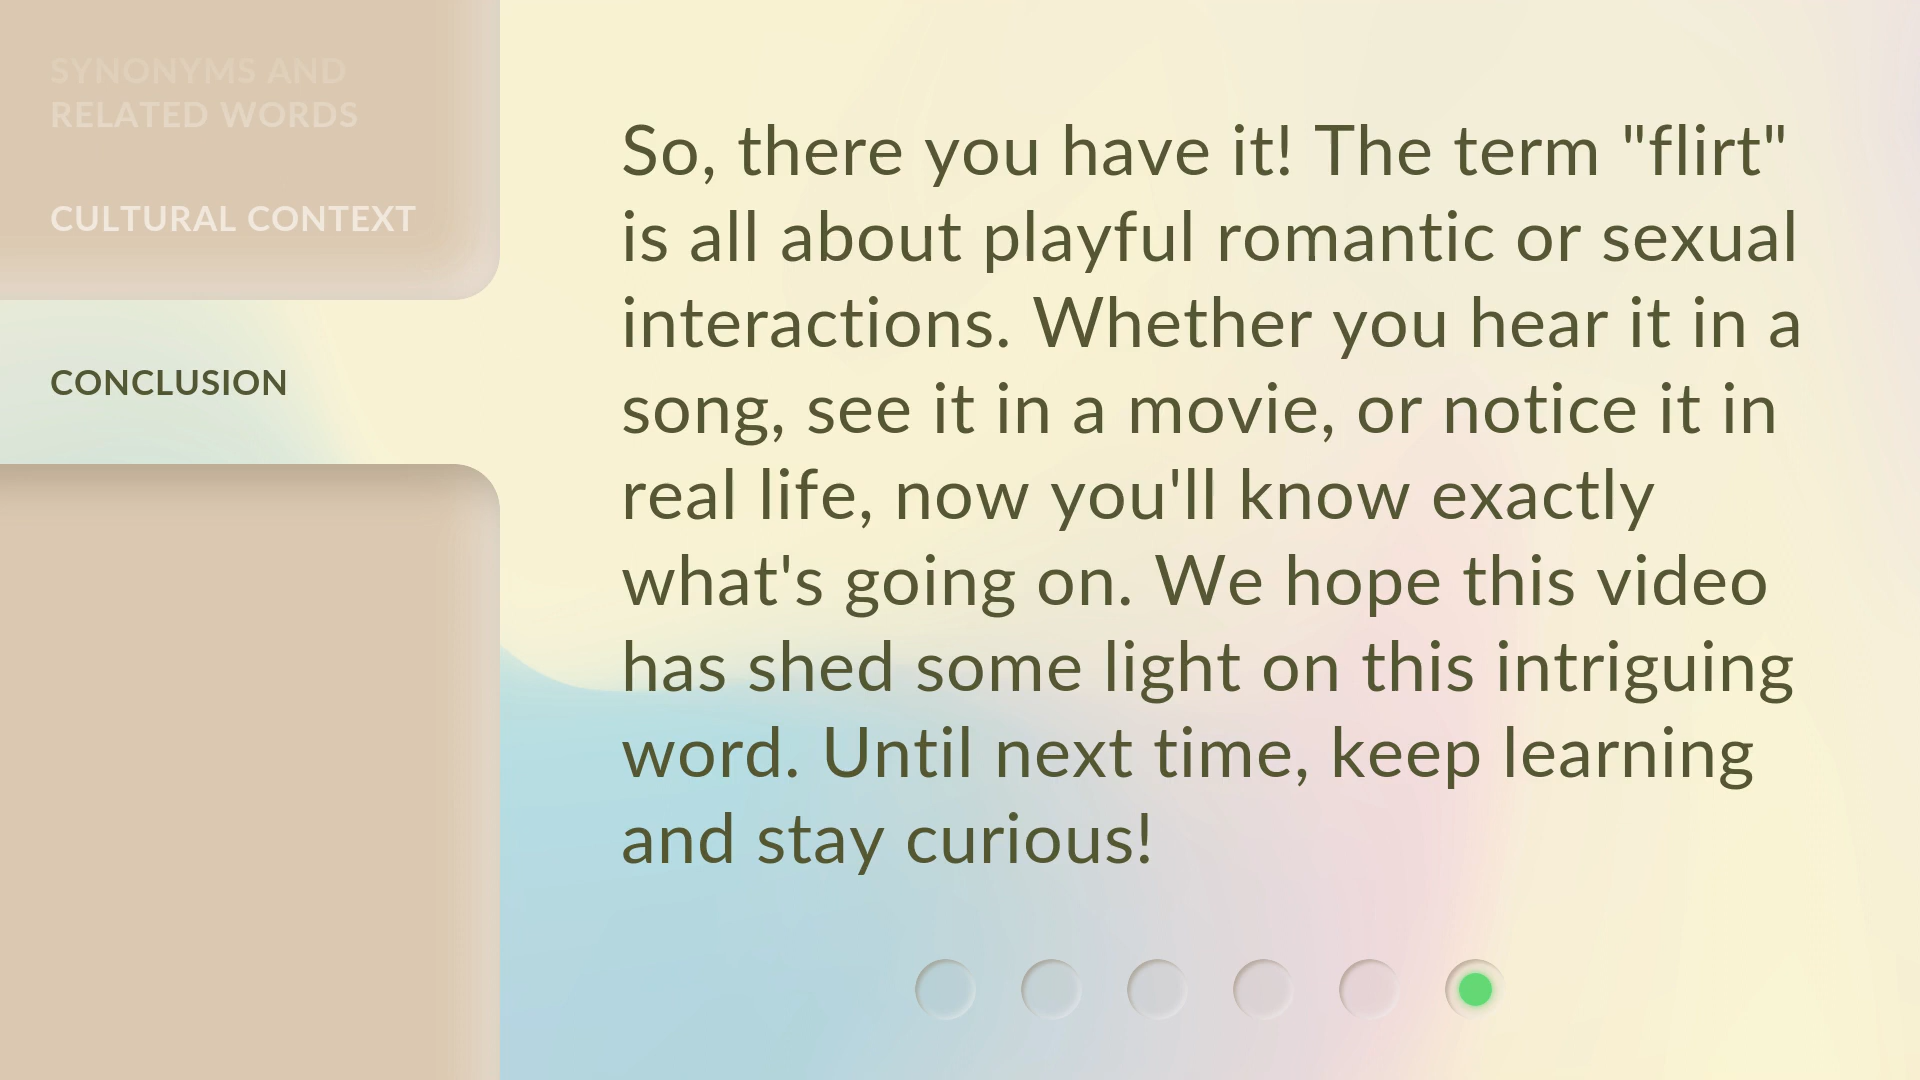 SYNONYMS AND
RELATED WORDS
CULTURAL CONTEXT
CONCLUSION
So, there you have it! The term "flirt"
is all about playful romantic or sexual
interactions. Whether you hear it in a
song, see it in a movie, or notice it in
real life, now you'll know exactly
what's going on. We hope this video
has shed some light on this intriguing
word. Until next time, keep learning
and stay curious!